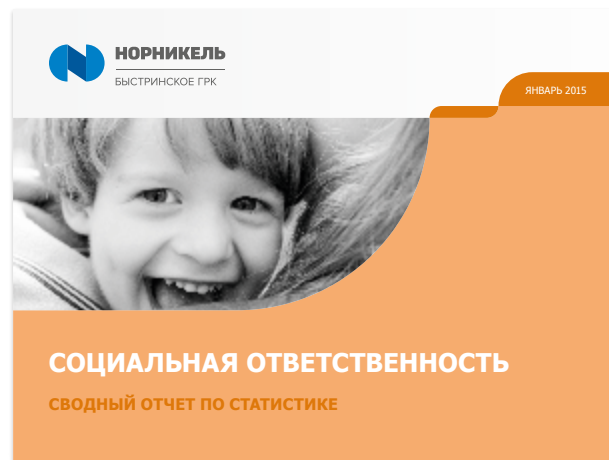 НОРНИКЕЛЬ
БЫСТРИНСКОЕ ГРК
ЯНВАРЬ 2015
СОЦИАЛЬНАЯ ОТВЕТСТВЕННОСТЬ
СВОДНЫЙ ОТЧЕТ ПО СТАТИСТИКЕ